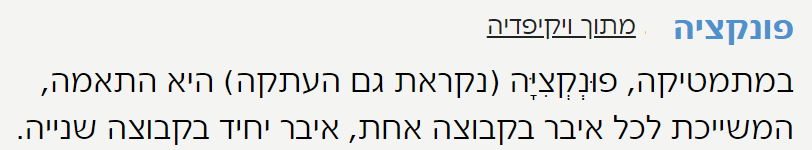 פונקציה מתוך ויקיפדיה
במתמטיקה, פוּנְקְצִיָּה (נקראת גם העתקה) היא התאמה,
המשייכת לכל איבר בקבוצה אחת, איבר יחיד בקבוצה שנייה.